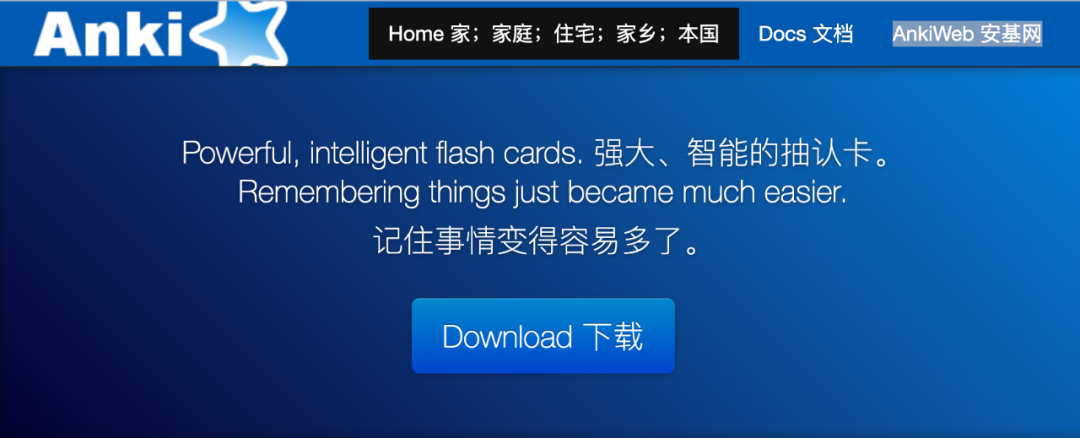 Anki
Home 家；家庭；住宅；家乡；本国
Docs 文档
AnkiWeb 安基网
Powerful, intelligent flash cards. 强大、智能的抽认卡。
Remembering things just became much easier.
记住事情变得容易多了。
Download 下载